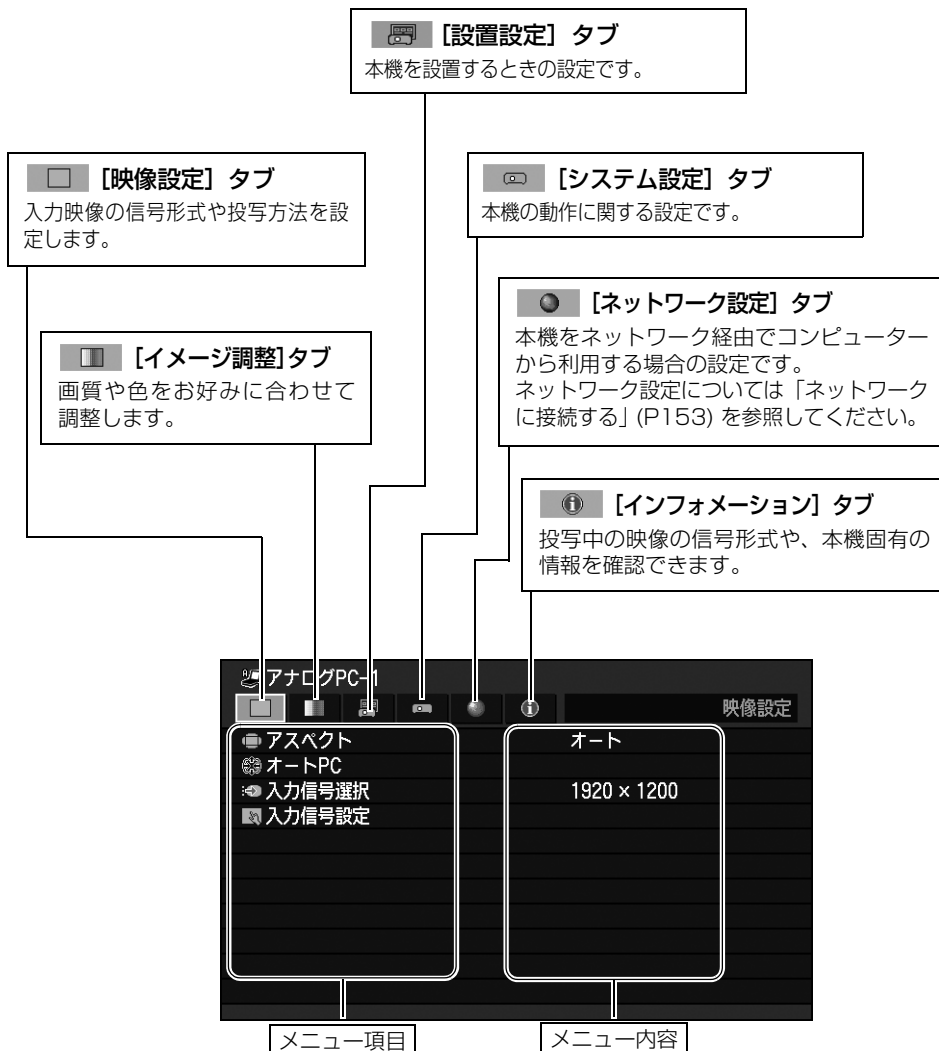 [設置設定] タブ
本機を設置するときの設定です。
[映像設定] タブ
入力映像の信号形式や投写方法を設
定します。
[システム設定] タブ
本機の動作に関する設定です。
[イメージ調整]タブ
画質や色をお好みに合わせて
調整します。
[ネットワーク設定] タブ
本機をネットワーク経由でコンピューター
から利用する場合の設定です。
ネットワーク設定については「ネットワーク
に接続する」(P153) を参照してください。
[インフォメーション] タブ
投写中の映像の信号形式や、本機固有の
情報を確認できます。
アナログPC-1
映像設定
アスペクト オート
オートPC
入力信号選択 1920 × 1200
入力信号設定
メニュー項目
メニュー内容